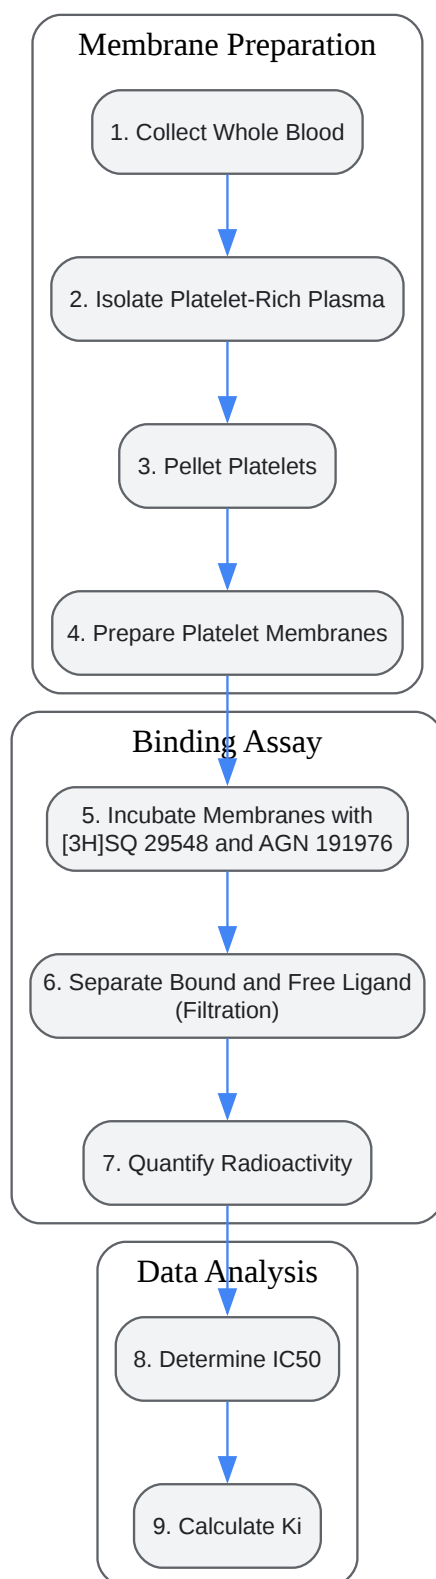 Membrane Preparation
1. Collect Whole Blood
2. Isolate Platelet-Rich Plasma
3. Pellet Platelets
4. Prepare Platelet Membranes
Binding Assay
5. Incubate Membranes with
[3H]SQ 29548 and AGN 191976
6. Separate Bound and Free Ligand
(Filtration)
7. Quantify Radioactivity
Data Analysis
8. Determine IC50
9. Calculate Ki